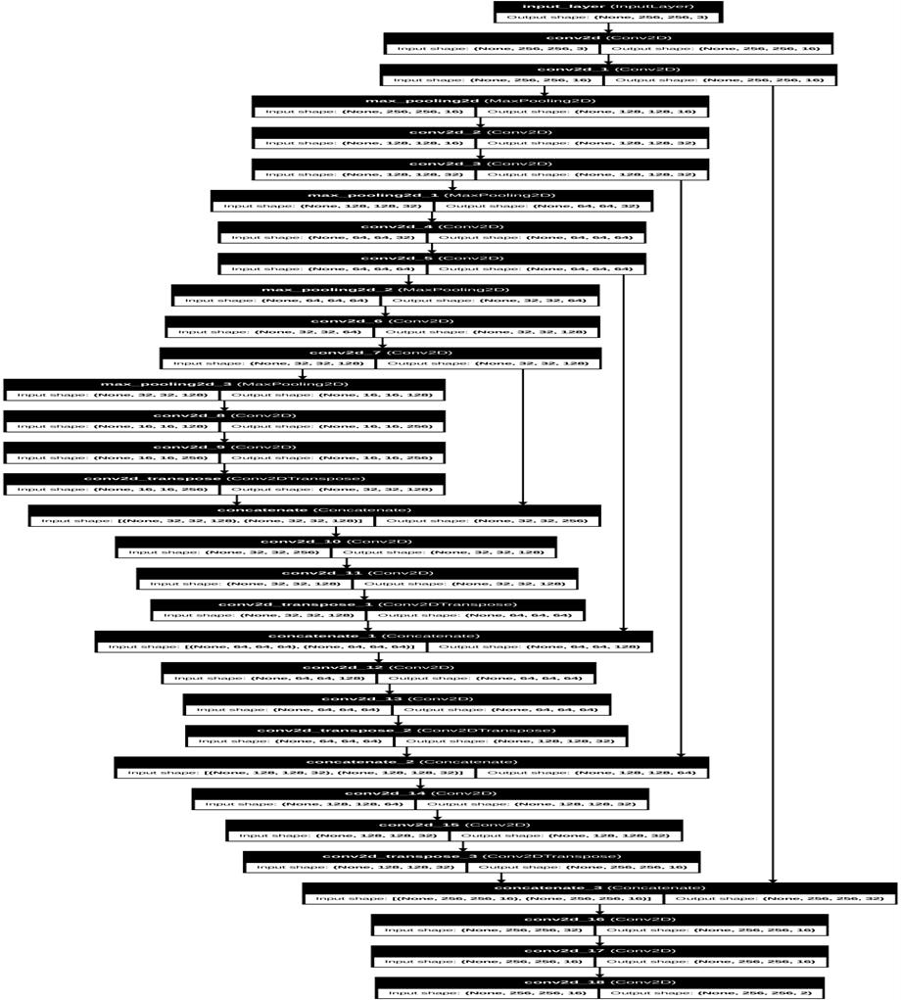 input_layer (InputLayer)
Output shape: (None, 256, 256, 3)
conv2d (Conv2D)
Input shape: (None, 256, 256, 3) Output shape: (None, 256, 256, 16)
conv2d_1 (Conv2D)
Input shape: (None, 256, 256, 16) Output shape: (None, 256, 256, 16)
max_pooling2d (MaxPooling2D)
Input shape: (None, 256, 256, 16) Output shape: (None, 128, 128, 16)
conv2d_2 (Conv2D)
Input shape: (None, 128, 128, 16) Output shape: (None, 128, 128, 32)
conv2d_3 (Conv2D)
Input shape: (None, 128, 128, 32) Output shape: (None, 128, 128, 32)
max_pooling2d_1 (MaxPooling2D)
Input shape: (None, 128, 128, 32) Output shape: (None, 64, 64, 32)
conv2d_4 (Conv2D)
Input shape: (None, 64, 64, 32) Output shape: (None, 64, 64, 64)
conv2d_5 (Conv2D)
Input shape: (None, 64, 64, 64) Output shape: (None, 64, 64, 64)
max_pooling2d_2 (MaxPooling2D)
Input shape: (None, 64, 64, 64) Output shape: (None, 32, 32, 64)
conv2d_6 (Conv2D)
Input shape: (None, 32, 32, 64) Output shape: (None, 32, 32, 128)
conv2d_7 (Conv2D)
Input shape: (None, 32, 32, 128) Output shape: (None, 32, 32, 128)
max_pooling2d_3 (MaxPooling2D)
Input shape: (None, 32, 32, 128) Output shape: (None, 16, 16, 128)
conv2d_8 (Conv2D)
Input shape: (None, 16, 16, 128) Output shape: (None, 16, 16, 256)
conv2d_9 (Conv2D)
Input shape: (None, 16, 16, 256) Output shape: (None, 16, 16, 256)
conv2d_transpose (Conv2DTranspose)
Input shape: (None, 16, 16, 256) Output shape: (None, 32, 32, 128)
concatenate (Concatenate)
Input shape: [(None, 32, 32, 128), (None, 32, 32, 128)] Output shape: (None, 32, 32, 256)
conv2d_10 (Conv2D)
Input shape: (None, 32, 32, 256) Output shape: (None, 32, 32, 128)
conv2d_11 (Conv2D)
Input shape: (None, 32, 32, 128) Output shape: (None, 32, 32, 128)
conv2d_transpose_1 (Conv2DTranspose)
Input shape: (None, 32, 32, 128) Output shape: (None, 64, 64, 64)
concatenate_1 (Concatenate)
Input shape: [(None, 64, 64, 64), (None, 64, 64, 64)] Output shape: (None, 64, 64, 128)
conv2d_12 (Conv2D)
Input shape: (None, 64, 64, 128) Output shape: (None, 64, 64, 64)
conv2d_13 (Conv2D)
Input shape: (None, 64, 64, 64) Output shape: (None, 64, 64, 64)
conv2d_transpose_2 (Conv2DTranspose)
Input shape: (None, 64, 64, 64) Output shape: (None, 128, 128, 32)
concatenate_2 (Concatenate)
Input shape: [(None, 128, 128, 32), (None, 128, 128, 32)] Output shape: (None, 128, 128, 64)
conv2d_14 (Conv2D)
Input shape: (None, 128, 128, 64) Output shape: (None, 128, 128, 32)
conv2d_15 (Conv2D)
Input shape: (None, 128, 128, 32) Output shape: (None, 128, 128, 32)
conv2d_transpose_3 (Conv2DTranspose)
Input shape: (None, 128, 128, 32) Output shape: (None, 256, 256, 16)
concatenate_3 (Concatenate)
Input shape: [(None, 256, 256, 16), (None, 256, 256, 16)] Output shape: (None, 256, 256, 32)
conv2d_16 (Conv2D)
Input shape: (None, 256, 256, 32) Output shape: (None, 256, 256, 16)
conv2d_17 (Conv2D)
Input shape: (None, 256, 256, 16) Output shape: (None, 256, 256, 16)
conv2d_18 (Conv2D)
Input shape: (None, 256, 256, 16) Output shape: (None, 256, 256, 2)